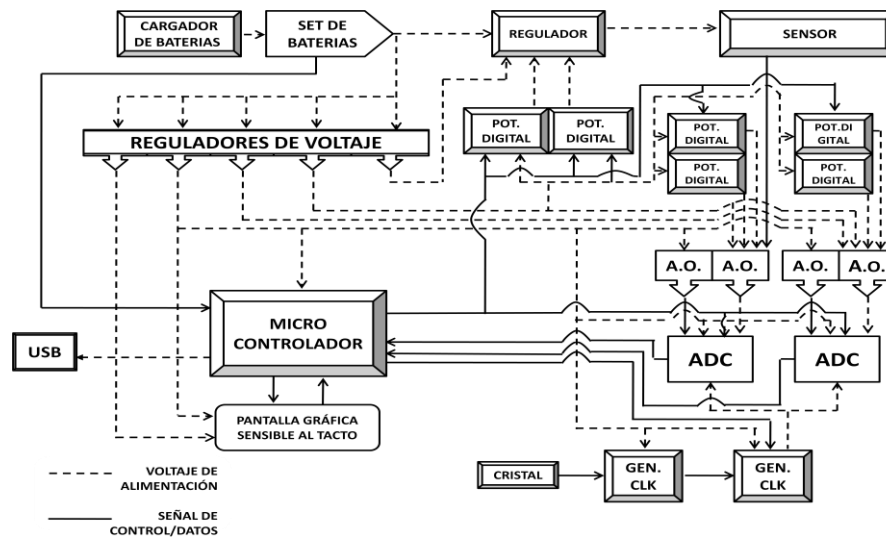 CARGADOR
DE BATERIAS
SET DE
BATERIAS
REGULADOR
SENSOR
REGULADORES DE VOLTAJE
POT.
DIGITAL
POT.
DIGITAL
POT.
DIGITAL
POT.
DIGITAL
POT.DI
GITAL
POT.
DIGITAL
A.O.
A.O.
A.O.
A.O.
MICRO
CONTROLADOR
USB
ADC
ADC
PANTALLA GRÁFICA
SENSIBLE AL TACTO
CRISTAL
GEN.
CLK
GEN.
CLK
VOLTAJE DE
ALIMENTACIÓN
SEÑAL DE
CONTROL/DATOS